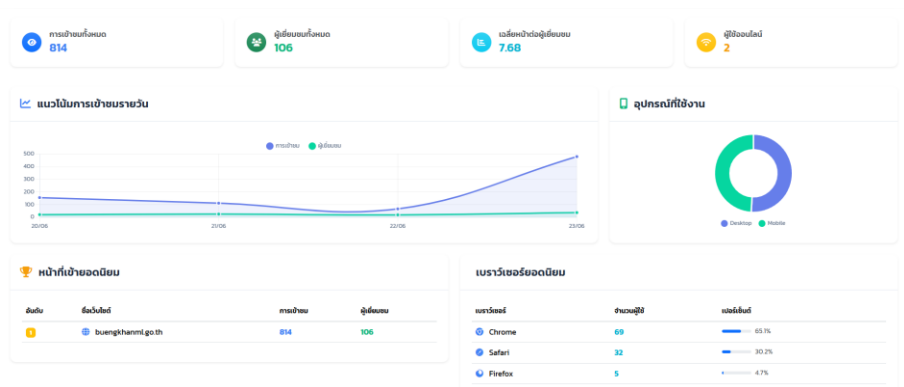 การเข้าชมทั้งหมด
814
ผู้เยี่ยมชมทั้งหมด
106
เฉลี่ยหน้าต่อผู้เยี่ยมชม
7.68
ผู้ใช้ออนไลน์
2
แนวโน้มการเข้าชมรายวัน
การเข้าชม ผู้เยี่ยมชม
500
400
300
200
100
0
20/06 21/06 22/06 23/06
อุปกรณ์ที่ใช้งาน
Desktop Mobile
หน้าที่เข้ายอดนิยม
อันดับ ชื่อเว็บไซต์ การเข้าชม ผู้เยี่ยมชม
1 buengkhanml.go.th 814 106
เบราว์เซอร์ยอดนิยม
เบราว์เซอร์ จำนวนผู้ใช้ เปอร์เซ็นต์
Chrome 69 65.1%
Safari 32 30.2%
Firefox 5 4.7%